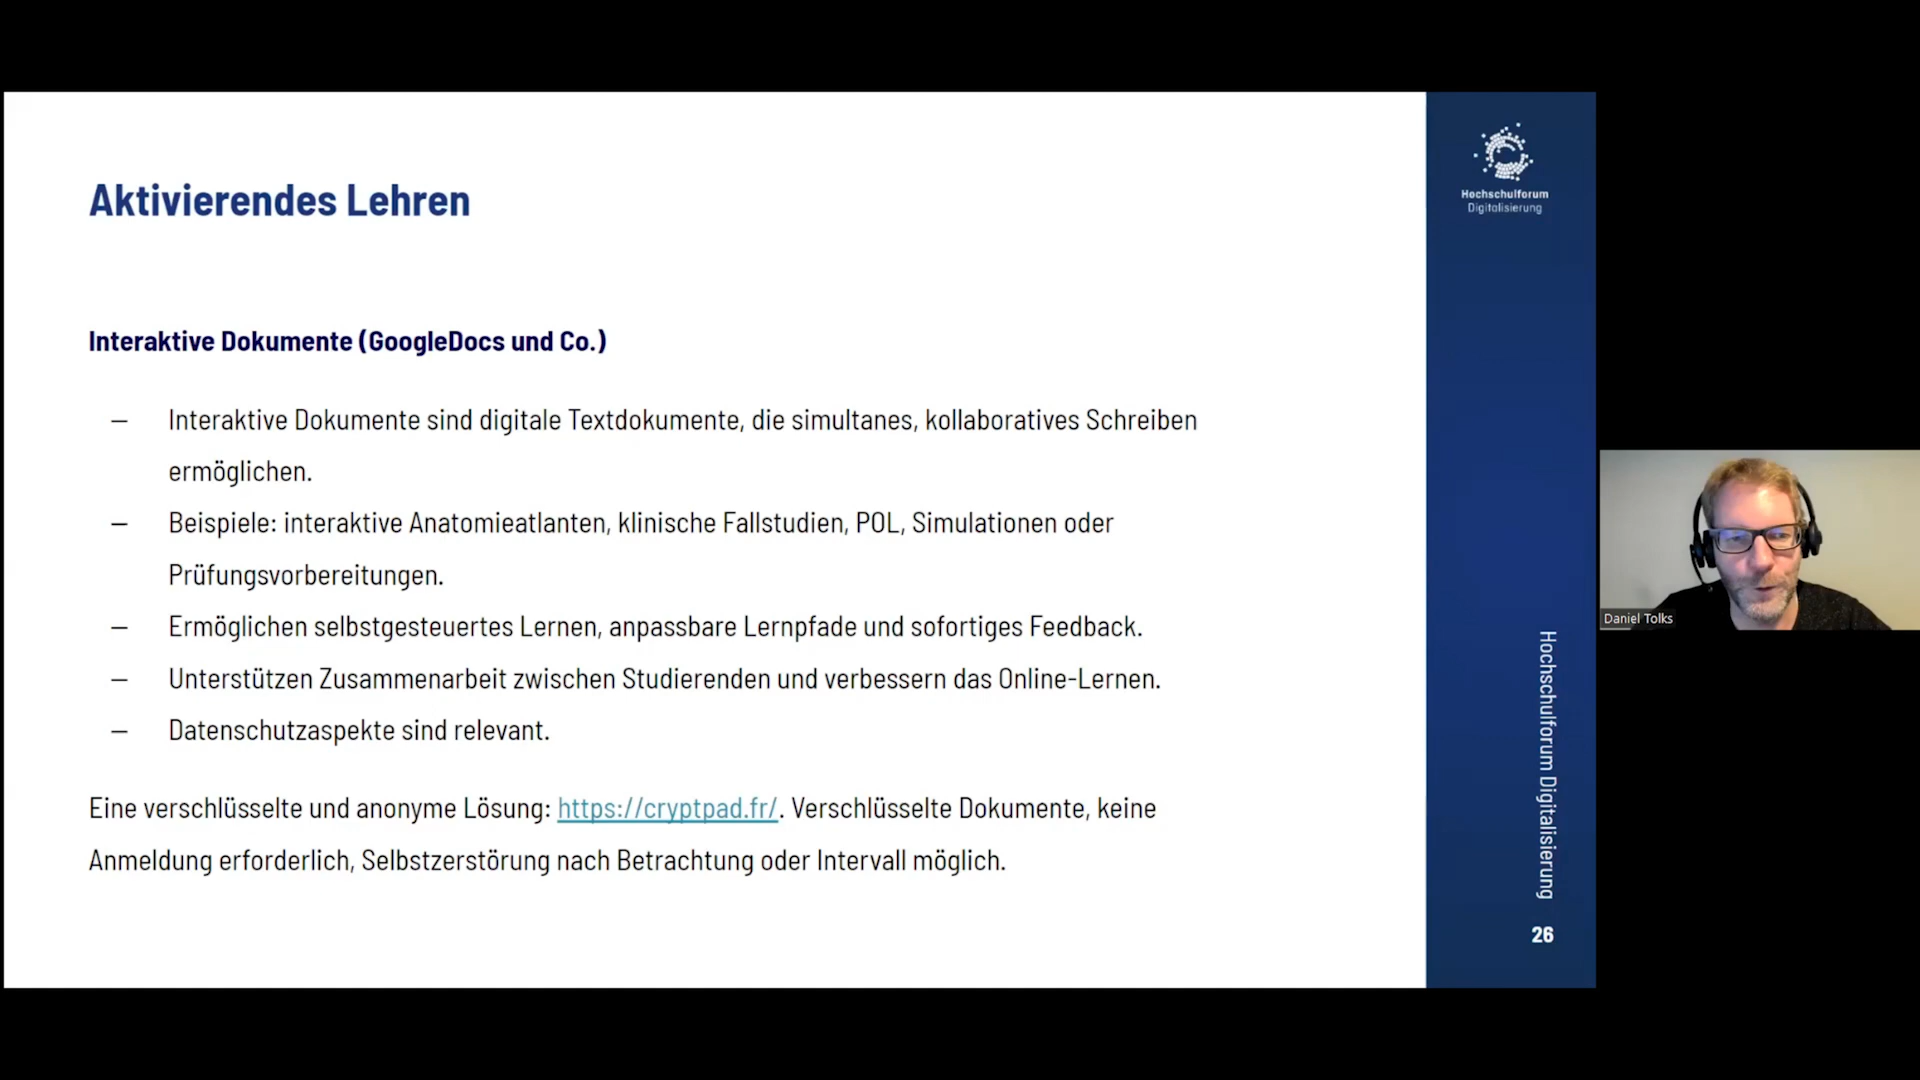 Aktivierendes Lehren
Interaktive Dokumente (GoogleDocs und Co.)
– Interaktive Dokumente sind digitale Textdokumente, die simultanes, kollaboratives Schreiben
ermöglichen.
– Beispiele: interaktive Anatomieatlanten, klinische Fallstudien, POL, Simulationen oder
Prüfungsvorbereitungen.
– Ermöglichen selbstgesteuertes Lernen, anpassbare Lernpfade und sofortiges Feedback.
– Unterstützen Zusammenarbeit zwischen Studierenden und verbessern das Online-Lernen.
– Datenschutzaspekte sind relevant.
Eine verschlüsselte und anonyme Lösung: https://cryptpad.fr/. Verschlüsselte Dokumente, keine
Anmeldung erforderlich, Selbstzerstörung nach Betrachtung oder Intervall möglich.
Hochschulforum
Digitalisierung
Hochschulforum Digitalisierung
26
Daniel Tolks